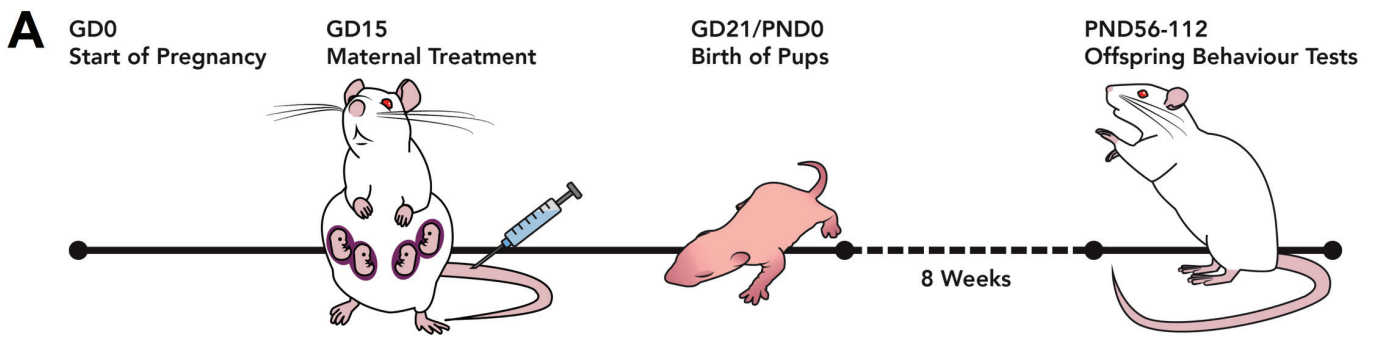 A
GD0
Start of Pregnancy
GD15
Maternal Treatment
GD21/PND0
Birth of Pups
PND56-112
Offspring Behaviour Tests
8 Weeks